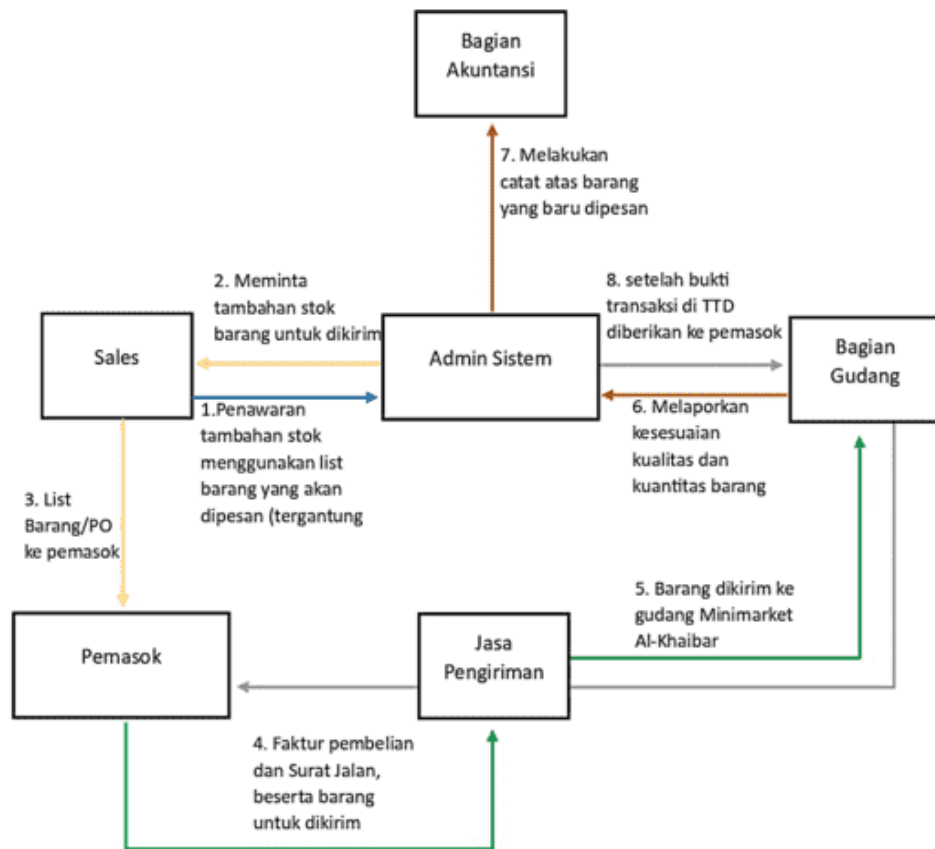 Bagian
Akuntansi
7. Melakukan
catat atas barang
yang baru dipesan
2. Meminta
tambahan stok
barang untuk dikirim
8. setelah bukti
transaksi di TTD
diberikan ke pemasok
Sales
Admin Sistem
Bagian
Gudang
1.Penawaran
tambahan stok
menggunakan list
barang yang akan
dipesan (tergantung
6. Melaporkan
kesesuaian
kualitas dan
kuantitas barang
3. List
Barang/PO
ke pemasok
5. Barang dikirim ke
gudang Minimarket
Al-Khaibar
Pemasok
Jasa
Pengiriman
4. Faktur pembelian
dan Surat Jalan,
beserta barang
untuk dikirim